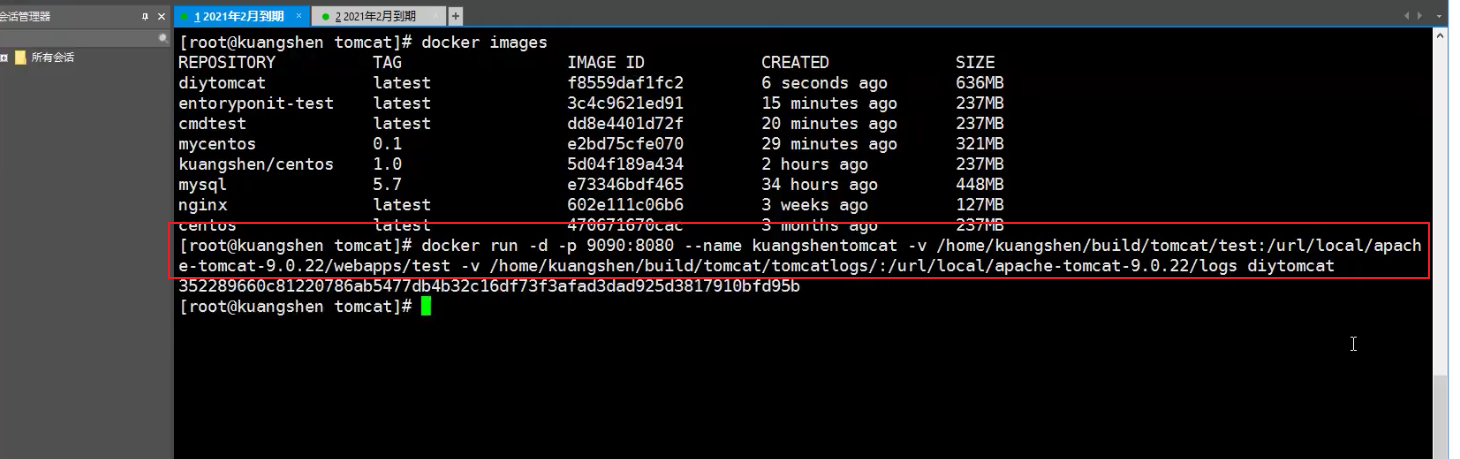 会话管理器
1 2021年2月到期 ×
2 2021年2月到期
所有会话
[root@kuangshen tomcat]# docker images
REPOSITORY TAG IMAGE ID CREATED SIZE
diytomcat latest f8559daf1fc2 6 seconds ago 636MB
entoryponit-test latest 3c4c9621ed91 15 minutes ago 237MB
cmdtest latest dd8e4401d72f 20 minutes ago 237MB
mycentos 0.1 e2bd75cfe070 29 minutes ago 321MB
kuangshen/centos 1.0 5d04f189a434 2 hours ago 237MB
mysql 5.7 e73346bdf465 34 hours ago 448MB
nginx latest 602e111c06b6 3 weeks ago 127MB
centos latest 470671670cac 3 months ago 237MB
[root@kuangshen tomcat]# docker run -d -p 9090:8080 --name kuangshentomcat -v /home/kuangshen/build/tomcat/test:/url/local/apach
e-tomcat-9.0.22/webapps/test -v /home/kuangshen/build/tomcat/tomcatlogs/:/url/local/apache-tomcat-9.0.22/logs diytomcat
352289660c81220786ab5477db4b32c16df73f3afad3dad925d3817910bfd95b
[root@kuangshen tomcat]#